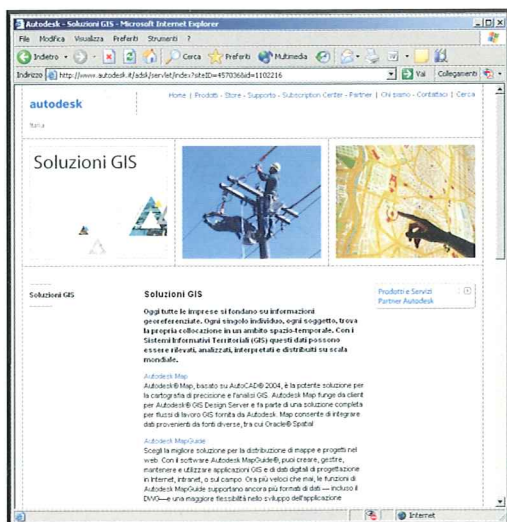 Autodesk - Soluzioni GIS - Microsoft Internet Explorer
File Modifica Visualizza Preferiti Strumenti ?
Indietro Cerca Preferiti Multimedia
Indirizzo http://www.autodesk.it/adsk/servlet/index?siteID=457036&id=1102216 Vai Collegamenti
autodesk
Home | Prodotti - Store - Supporto - Subscription Center - Partner | Chi siamo - Contattaci | Cerca
Italia
Soluzioni GIS
Soluzioni GIS
Soluzioni GIS
Prodotti e Servizi
Partner Autodesk
Oggi tutte le imprese si fondano su informazioni
georeferenziate. Ogni singolo individuo, ogni soggetto, trova
la propria collocazione in un ambito spazio-temporale. Con i
Sistemi Informativi Territoriali (GIS) questi dati possono
essere rilevati, analizzati, interpretati e distribuiti su scala
mondiale.
Autodesk Map
Autodesk® Map, basato su AutoCAD® 2004, è la potente soluzione per
la cartografia di precisione e l'analisi GIS. Autodesk Map funge da client
per Autodesk® GIS Design Server e fa parte di una soluzione completa
per flussi di lavoro GIS fornita da Autodesk. Map consente di integrare
dati provenienti da fonti diverse, tra cui Oracle® Spatial
Autodesk MapGuide
Scegli la migliore soluzione per la distribuzione di mappe e progetti nel
web. Con il software Autodesk MapGuide®, puoi creare, gestire,
mantenere e utilizzare applicazioni GIS e di dati digitali di progettazione
in Internet, intranet, o sul campo. Ora più veloci che mai, le funzioni di
Autodesk MapGuide supportano ancora più formati di dati — incluso il
DWG—e una maggiore flessibilità nello sviluppo dell'applicazione
Internet